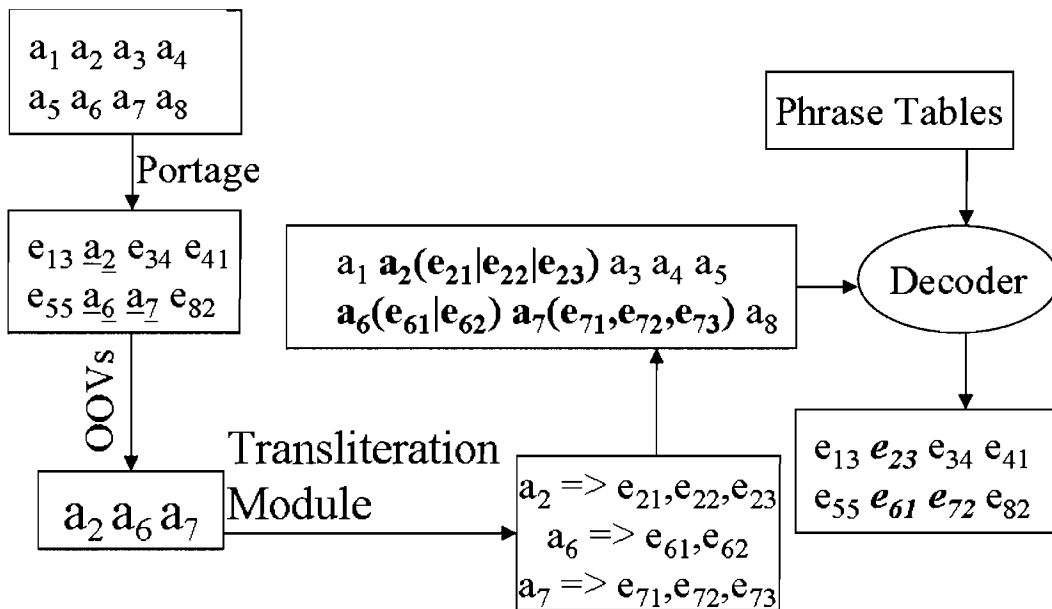 a₁ a₂ a₃ a₄
a₅ a₆ a₇ a₈
Portage
e₁₃ a₂ e₃₄ e₄₁
e₅₅ a₆ a₇ e₈₂
OOVs
a₂ a₆ a₇
Transliteration
Module
a₂ => e₂₁,e₂₂,e₂₃
a₆ => e₆₁,e₆₂
a₇ => e₇₁,e₇₂,e₇₃
a₁ a₂(e₂₁|e₂₂|e₂₃) a₃ a₄ a₅
a₆(e₆₁|e₆₂) a₇(e₇₁,e₇₂,e₇₃) a₈
Phrase Tables
Decoder
e₁₃ e₂₃ e₃₄ e₄₁
e₅₅ e₆₁ e₇₂ e₈₂